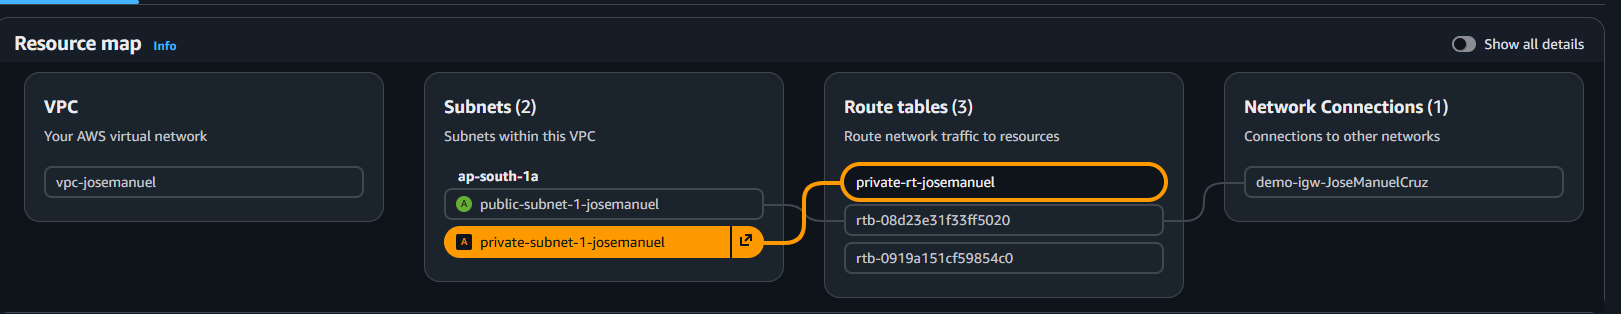 Resource map Info
Show all details
VPC
Your AWS virtual network
vpc-josemanuel
Subnets (2)
Subnets within this VPC
ap-south-1a
A public-subnet-1-josemanuel
A private-subnet-1-josemanuel
Route tables (3)
Route network traffic to resources
private-rt-josemanuel
rtb-08d23e31f33ff5020
rtb-0919a151cf59854c0
Network Connections (1)
Connections to other networks
demo-igw-JoseManuelCruz